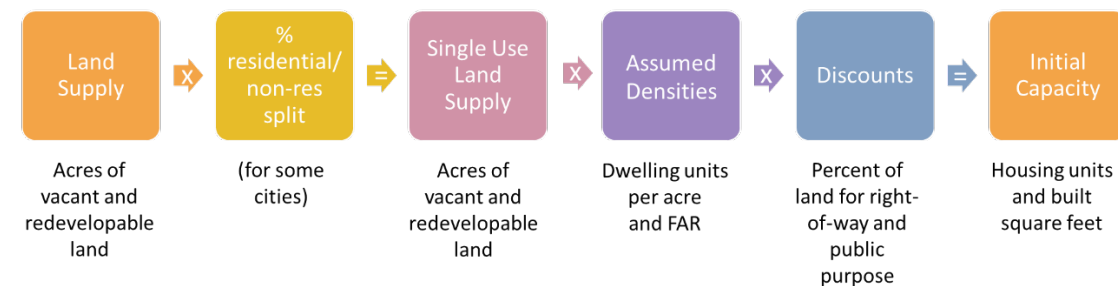 Land
Supply
x
%
residential/
non-res
split
=
Single Use
Land
Supply
x
Assumed
Densities
x
Discounts
=
Initial
Capacity
Acres of
vacant and
redevelopable
land
(for some
cities)
Acres of
vacant and
redevelopable
land
Dwelling units
per acre
and FAR
Percent of
land for right-
of-way and
public
purpose
Housing units
and built
square feet